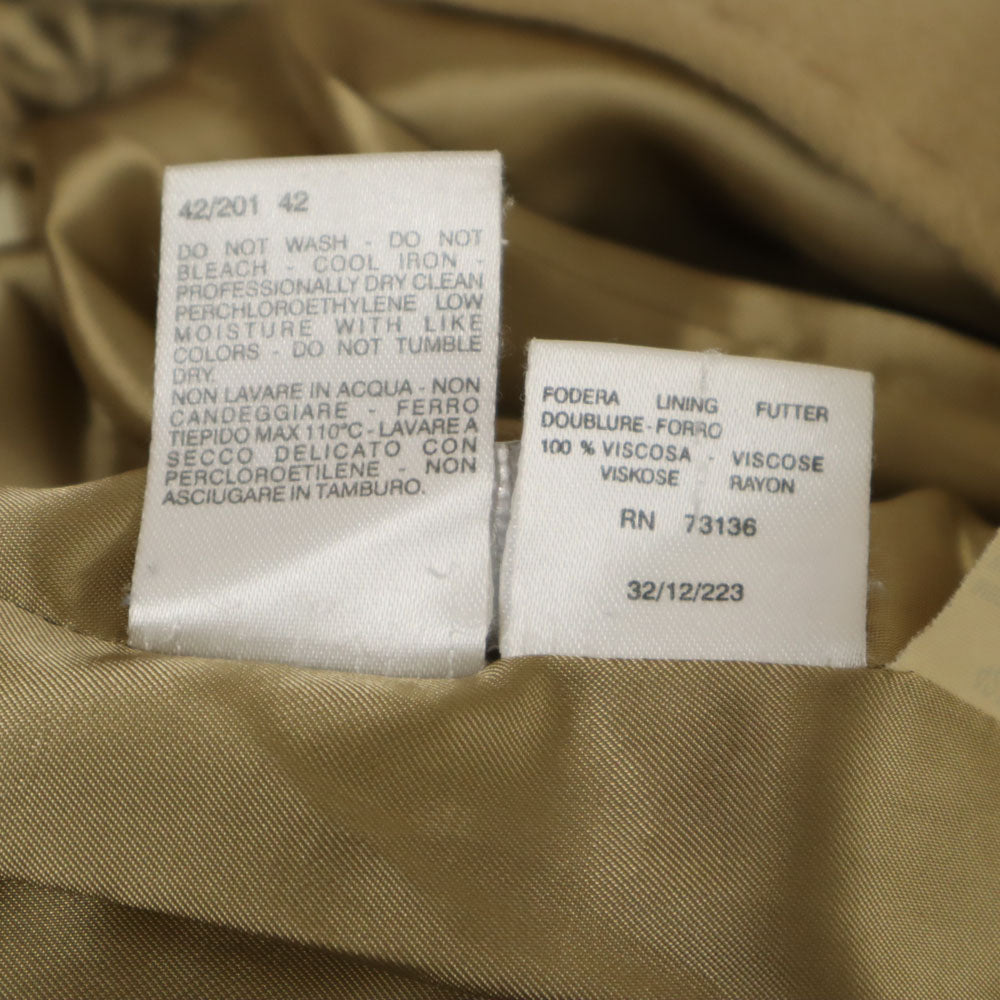 42/201 42
DO NOT WASH - DO NOT
BLEACH - COOL IRON -
PROFESSIONALLY DRY CLEAN
PERCHLOROETHYLENE LOW
MOISTURE WITH LIKE
COLORS - DO NOT TUMBLE
DRY.
NON LAVARE IN ACQUA - NON
CANDEGGIARE - FERRO
TIEPIDO MAX 110°C - LAVARE A
SECCO DELICATO CON
PERCLOROETILENE - NON
ASCIUGARE IN TAMBURO.
FODERA LINING FUTTER
DOUBLURE - FORRO
100 % VISCOSA - VISCOSE
VISKOSE RAYON
RN 73136
32/12/223